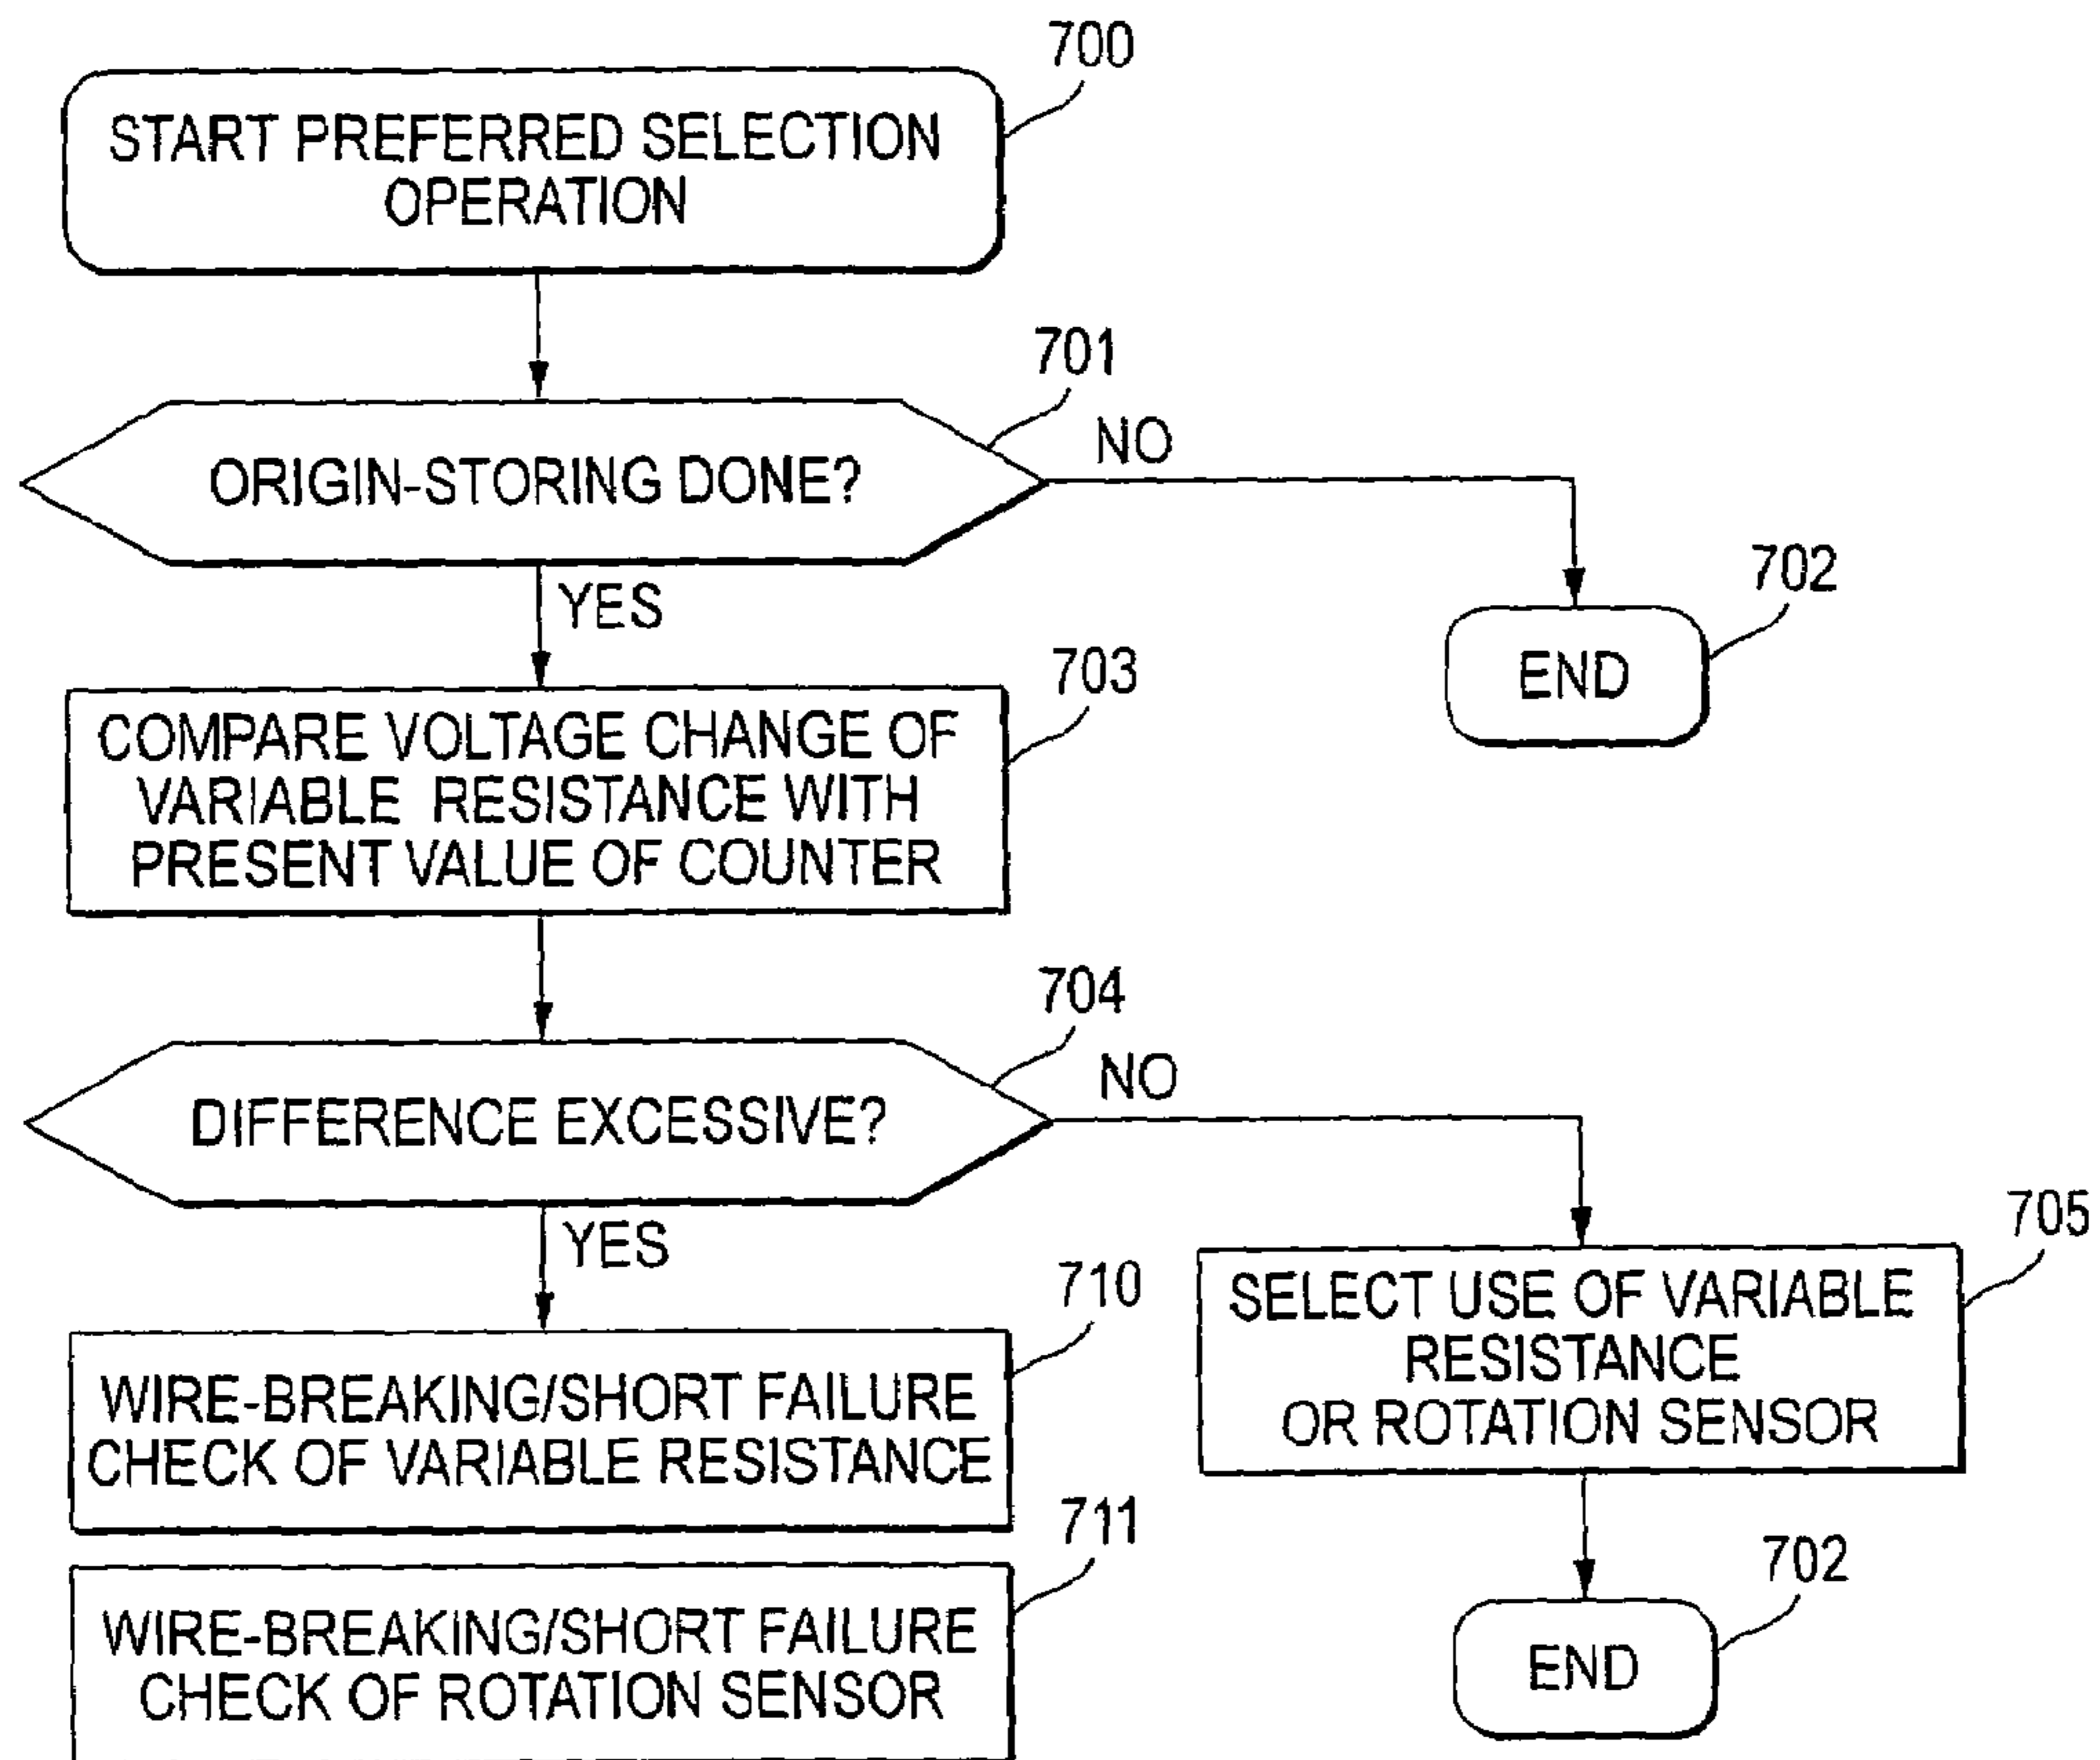 700
START PREFERRED SELECTION
OPERATION
701
ORIGIN-STORING DONE?
NO
702
END
YES
703
COMPARE VOLTAGE CHANGE OF
VARIABLE RESISTANCE WITH
PRESENT VALUE OF COUNTER
704
DIFFERENCE EXCESSIVE?
NO
705
SELECT USE OF VARIABLE
RESISTANCE
OR ROTATION SENSOR
702
END
YES
710
WIRE-BREAKING/SHORT FAILURE
CHECK OF VARIABLE RESISTANCE
711
WIRE-BREAKING/SHORT FAILURE
CHECK OF ROTATION SENSOR